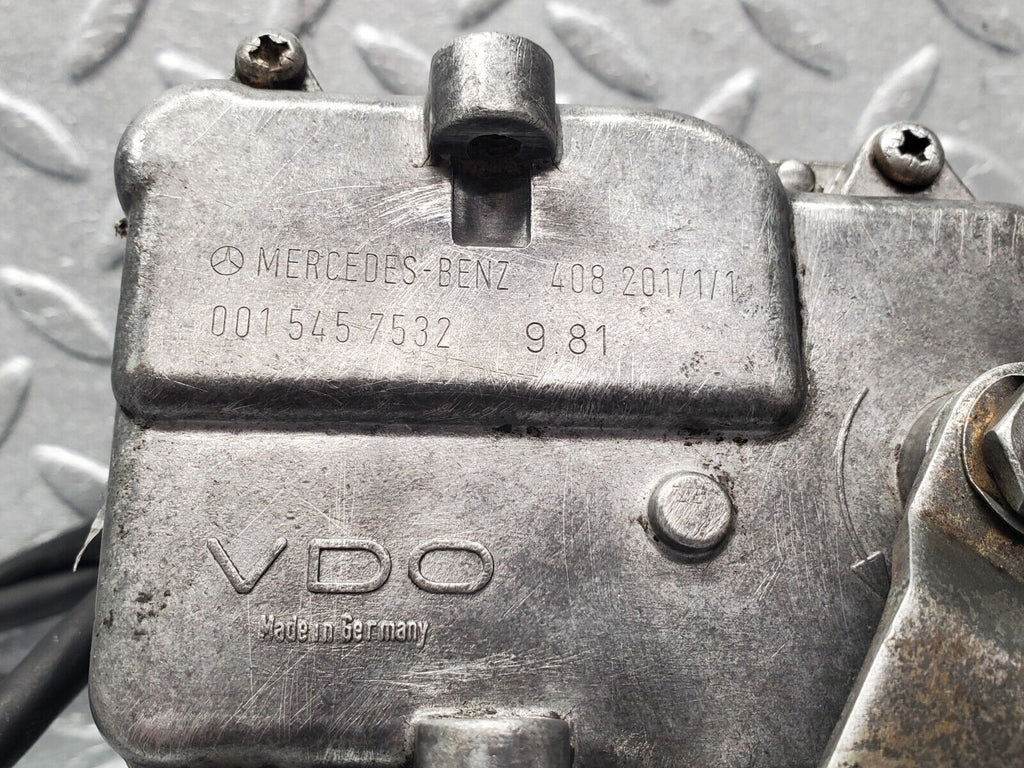 MERCEDES-BENZ 408 201/1/1
001 545 7532 9.81
VDO
Made in Germany